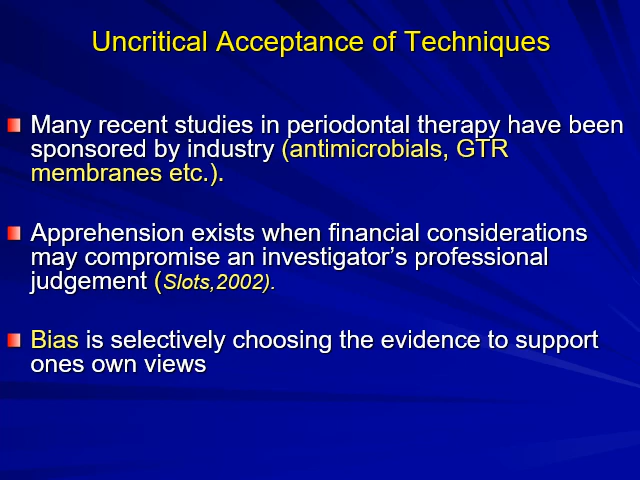 Uncritical Acceptance of Techniques
Many recent studies in periodontal therapy have been
sponsored by industry (antimicrobials, GTR
membranes etc.).
Apprehension exists when financial considerations
may compromise an investigator’s professional
judgement (Slots,2002).
Bias is selectively choosing the evidence to support
ones own views